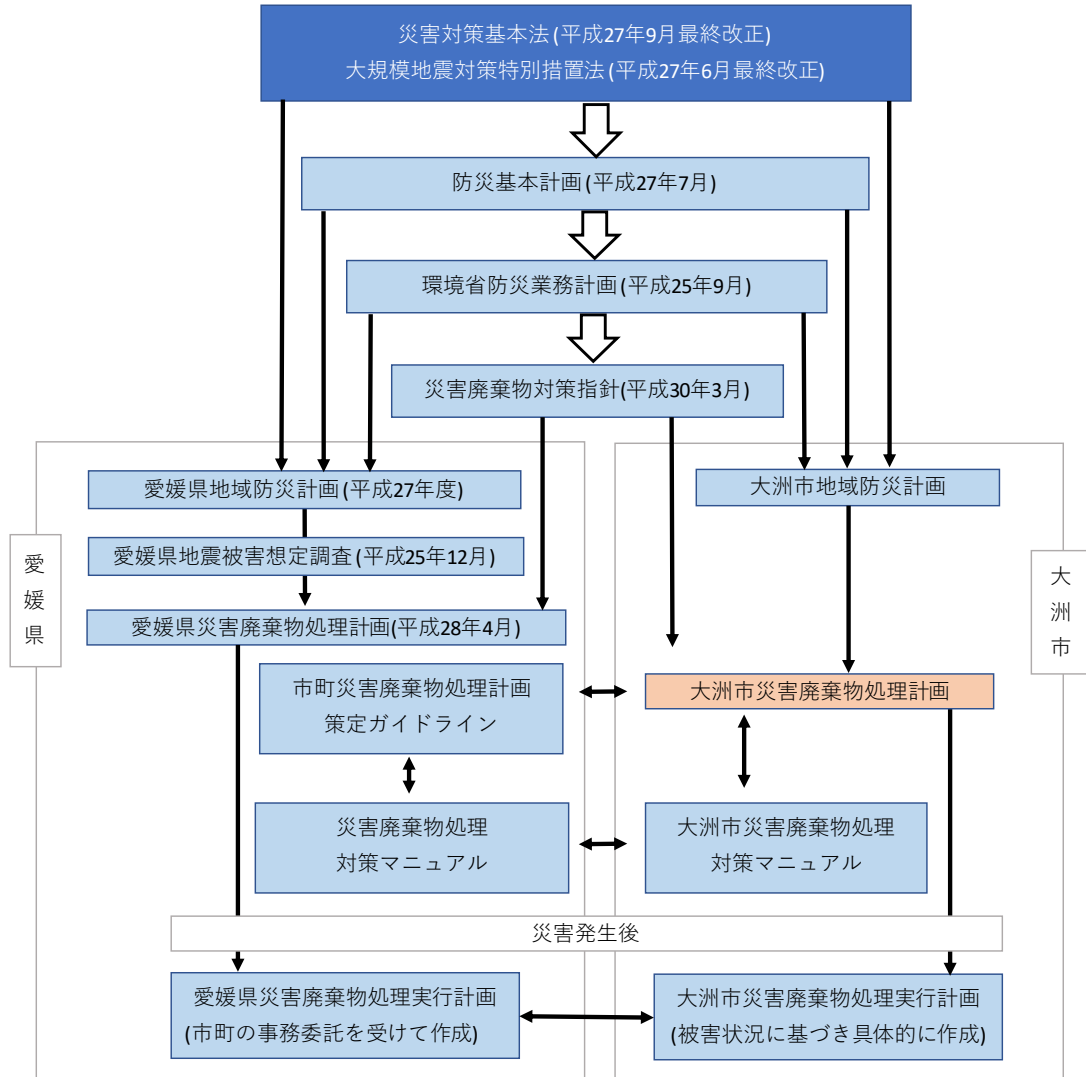 災害対策基本法(平成27年9月最終改正)
大規模地震対策特別措置法(平成27年6月最終改正)
防災基本計画(平成27年7月)
環境省防災業務計画(平成25年9月)
災害廃棄物対策指針(平成30年3月)
愛媛県
愛媛県地域防災計画(平成27年度)
愛媛県地震被害想定調査(平成25年12月)
愛媛県災害廃棄物処理計画(平成28年4月)
市町災害廃棄物処理計画
策定ガイドライン
災害廃棄物処理
対策マニュアル
大洲市
大洲市地域防災計画
大洲市災害廃棄物処理計画
大洲市災害廃棄物処理
対策マニュアル
災害発生後
愛媛県災害廃棄物処理実行計画
(市町の事務委託を受けて作成)
大洲市災害廃棄物処理実行計画
(被害状況に基づき具体的に作成)